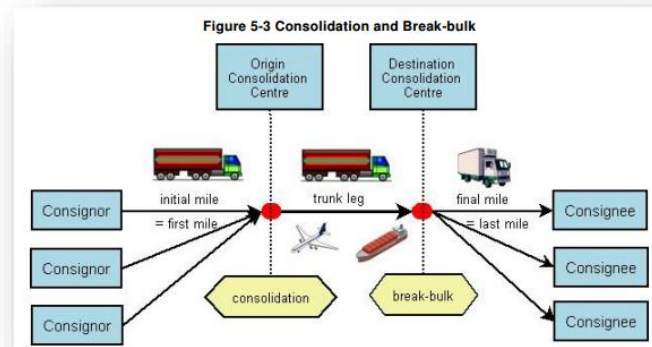 Figure 5-3 Consolidation and Break-bulk
Origin
Consolidation
Centre
Destination
Consolidation
Centre
initial mile
trunk leg
final mile
Consignor
= first mile
= last mile
Consignee
Consignor
Consignee
consolidation
break-bulk
Consignor
Consignee